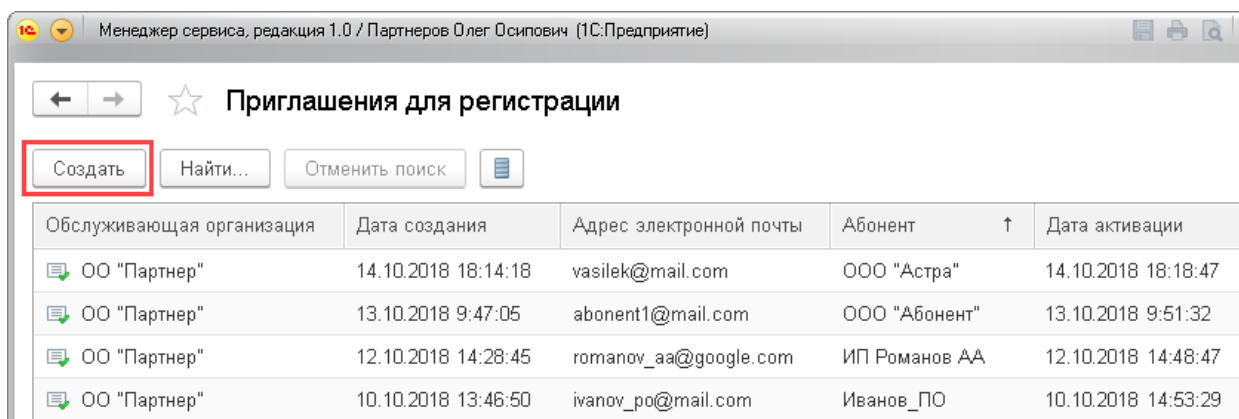 1С Менеджер сервиса, редакция 1.0 / Партнеров Олег Осипович (1С:Предприятие)
Приглашения для регистрации
Создать Найти... Отменить поиск
Обслуживающая организация Дата создания Адрес электронной почты Абонент ↑ Дата активации
ОО "Партнер" 14.10.2018 18:14:18 vasilek@mail.com ООО "Астра" 14.10.2018 18:18:47
ОО "Партнер" 13.10.2018 9:47:05 abonent1@mail.com ООО "Абонент" 13.10.2018 9:51:32
ОО "Партнер" 12.10.2018 14:28:45 romanov_aa@google.com ИП Романов АА 12.10.2018 14:48:47
ОО "Партнер" 10.10.2018 13:46:50 ivanov_po@mail.com Иванов_ПО 10.10.2018 14:53:29